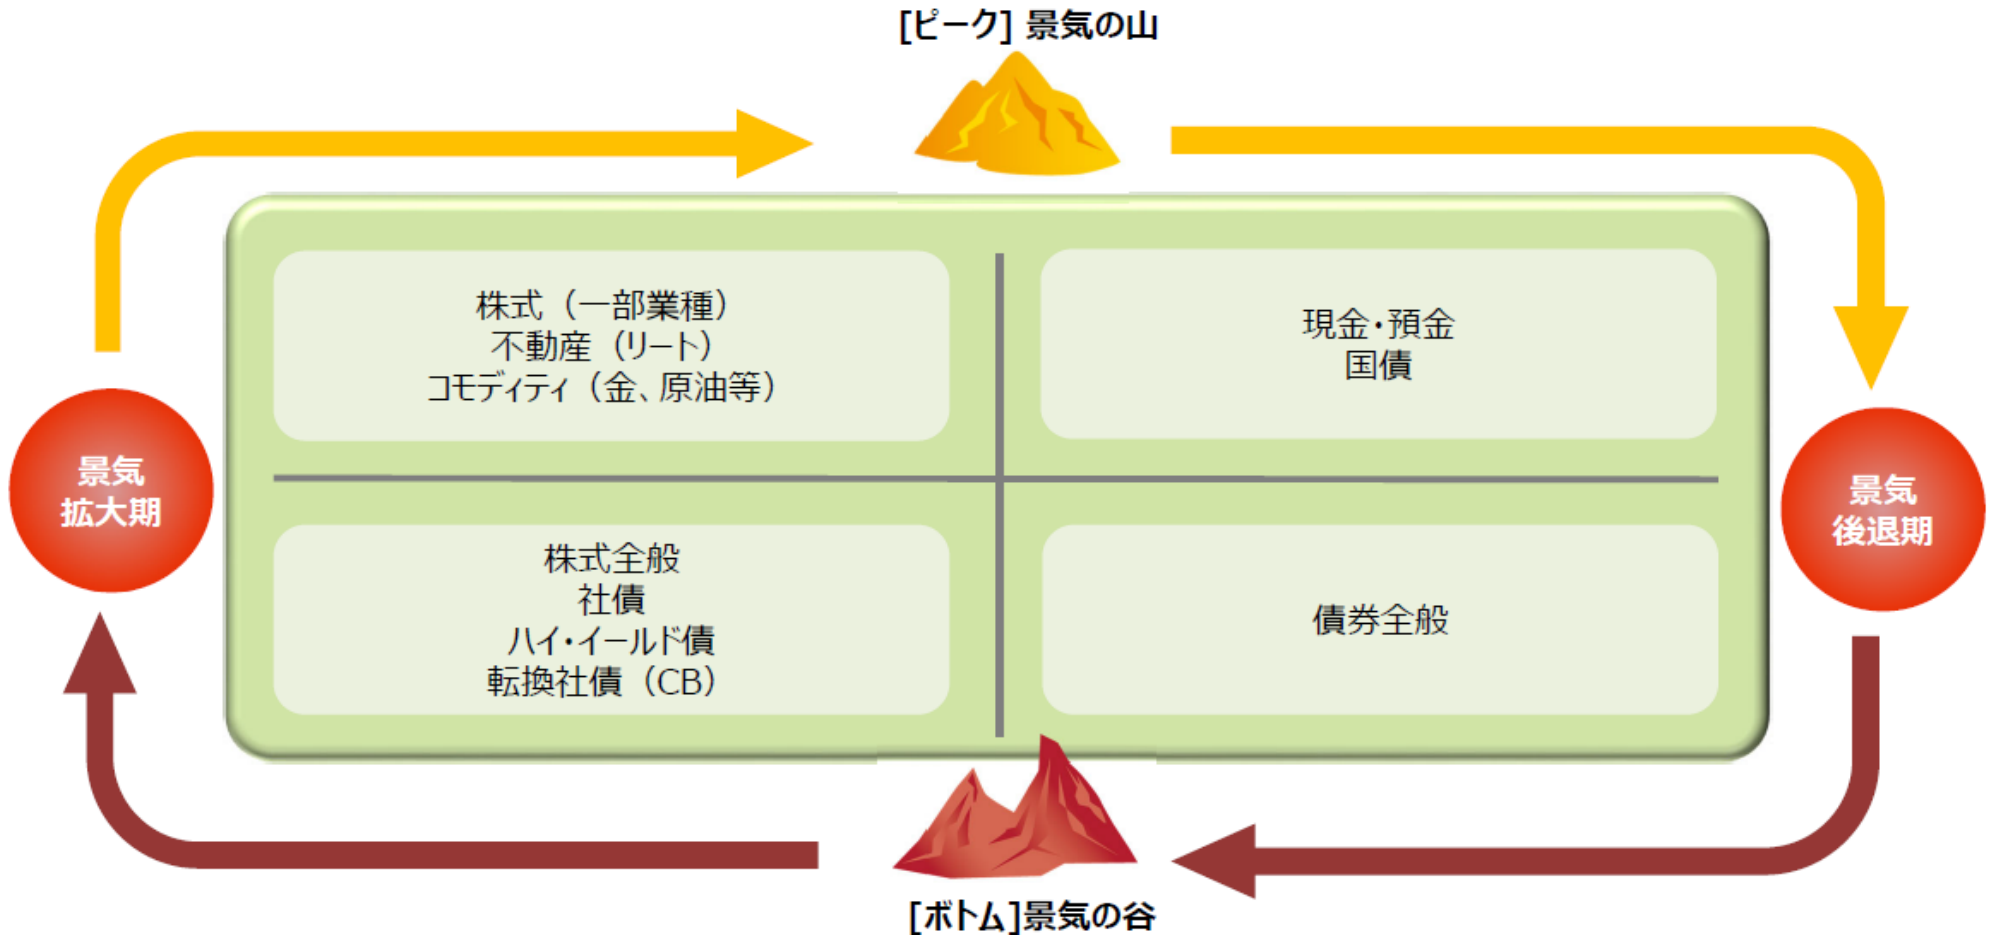 [ピーク] 景気の山
株式（一部業種）
不動産（リート）
コモディティ（金、原油等）
現金・預金
国債
景気
拡大期
景気
後退期
株式全般
社債
ハイ・イールド債
転換社債（CB）
債券全般
[ボトム]景気の谷